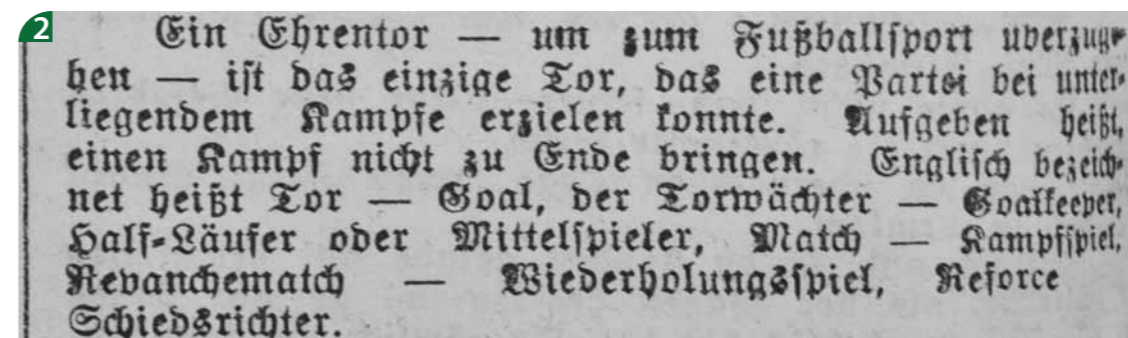 2
Ein Ehrentor — um zum Fußballsport uberzuge-
hen — ist das einzige Tor, das eine Partei bei unter-
liegendem Kampfe erzielen konnte. Aufgeben heißt,
einen Kampf nicht zu Ende bringen. Englisch bezeich-
net heißt Tor — Goal, der Torwächter — Goalkeeper,
Half-Läufer oder Mittelspieler, Match — Kampfspiel,
Revanchematch — Wiederholungsspiel, Reforce
Schiedsrichter.